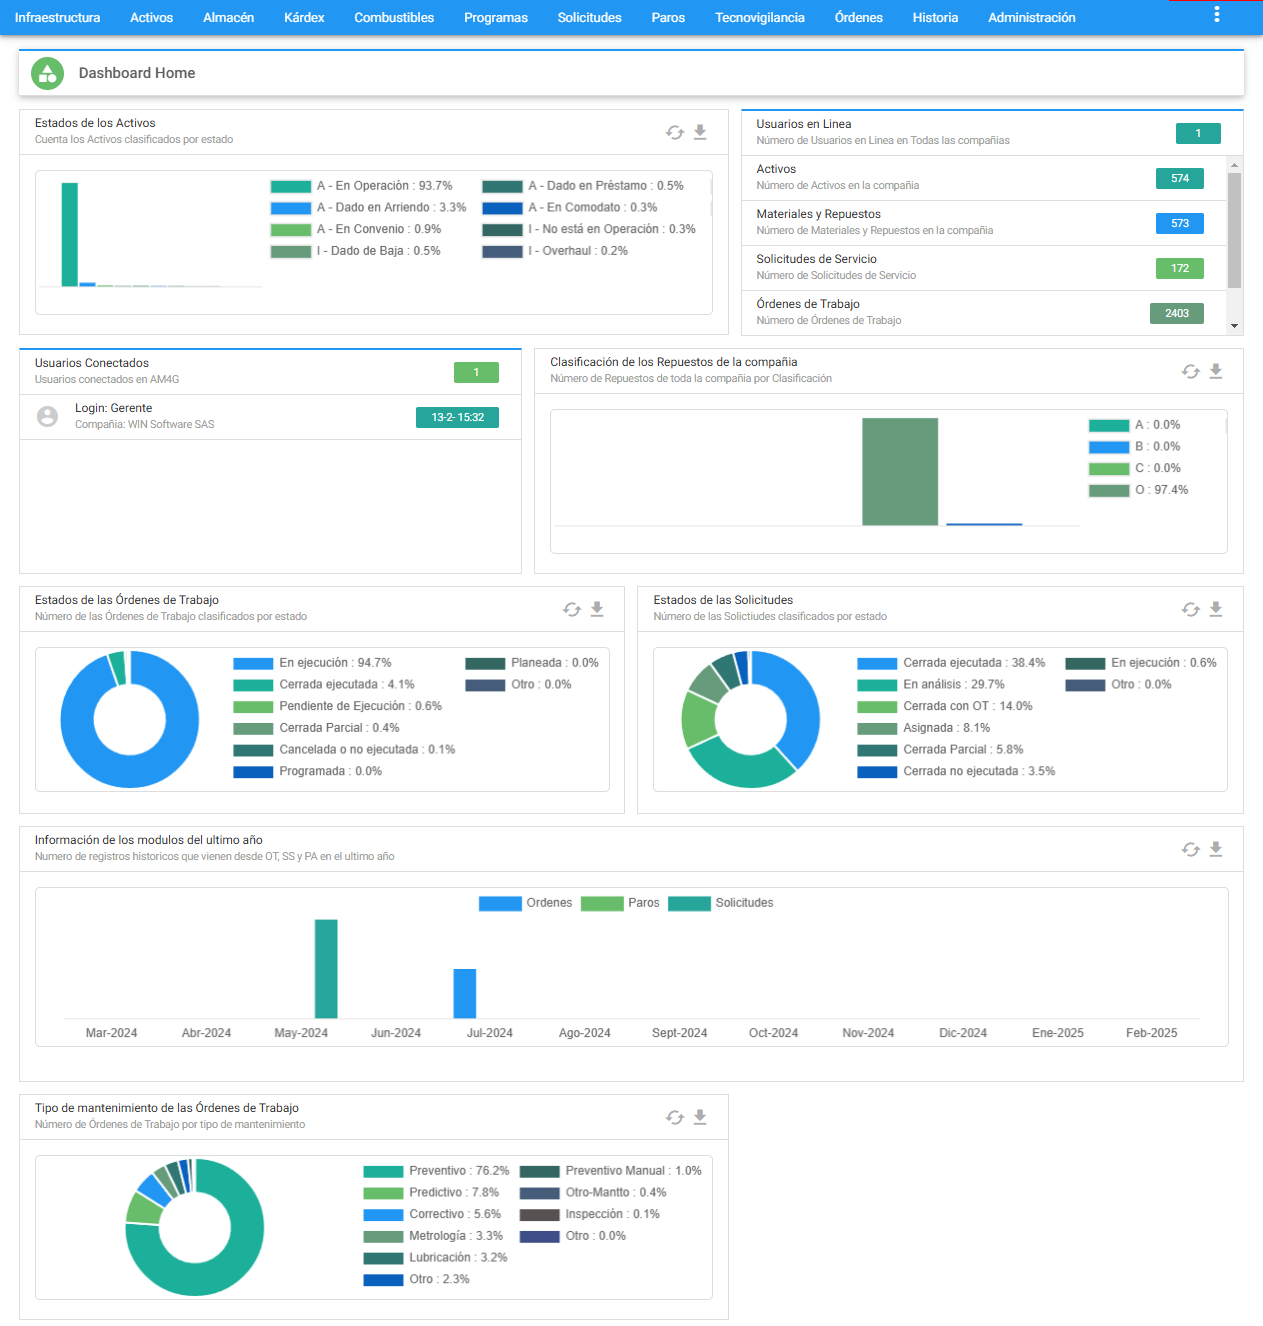 Infraestructura Activos Almacén Kárdex Combustibles Programas Solicitudes Paros Tecnovigilancia Órdenes Historia Administración
Dashboard Home
Estados de los Activos
Cuenta los Activos clasificados por estado
A - En Operación : 93.7%
A - Dado en Arriendo : 3.3%
A - En Convenio : 0.9%
I - Dado de Baja : 0.5%
A - Dado en Préstamo : 0.5%
A - En Comodato : 0.3%
I - No está en Operación : 0.3%
I - Overhaul : 0.2%
Usuarios en Linea
Número de Usuarios en Linea en Todas las compañias
1
Activos
Número de Activos en la compañia
574
Materiales y Repuestos
Número de Materiales y Repuestos en la compañia
573
Solicitudes de Servicio
Número de Solicitudes de Servicio
172
Órdenes de Trabajo
Número de Órdenes de Trabajo
2403
Usuarios Conectados
Usuarios conectados en AM4G
1
Login: Gerente
Compañia: WIN Software SAS
13-2- 15:32
Clasificación de los Repuestos de la compañia
Número de Repuestos de toda la compañia por Clasificación
A : 0.0%
B : 0.0%
C : 0.0%
O : 97.4%
Estados de las Órdenes de Trabajo
Número de las Órdenes de Trabajo clasificados por estado
En ejecución : 94.7%
Cerrada ejecutada : 4.1%
Pendiente de Ejecución : 0.6%
Cerrada Parcial : 0.4%
Cancelada o no ejecutada : 0.1%
Programada : 0.0%
Planeada : 0.0%
Otro : 0.0%
Estados de las Solicitudes
Número de las Solictiudes clasificados por estado
Cerrada ejecutada : 38.4%
En análisis : 29.7%
Cerrada con OT : 14.0%
Asignada : 8.1%
Cerrada Parcial : 5.8%
Cerrada no ejecutada : 3.5%
En ejecución : 0.6%
Otro : 0.0%
Información de los modulos del ultimo año
Numero de registros historicos que vienen desde OT, SS y PA en el ultimo año
Ordenes Paros Solicitudes
Mar-2024 Abr-2024 May-2024 Jun-2024 Jul-2024 Ago-2024 Sept-2024 Oct-2024 Nov-2024 Dic-2024 Ene-2025 Feb-2025
Tipo de mantenimiento de las Órdenes de Trabajo
Número de Órdenes de Trabajo por tipo de mantenimiento
Preventivo : 76.2%
Predictivo : 7.8%
Correctivo : 5.6%
Metrología : 3.3%
Lubricación : 3.2%
Otro : 2.3%
Preventivo Manual : 1.0%
Otro-Mantto : 0.4%
Inspección : 0.1%
Otro : 0.0%